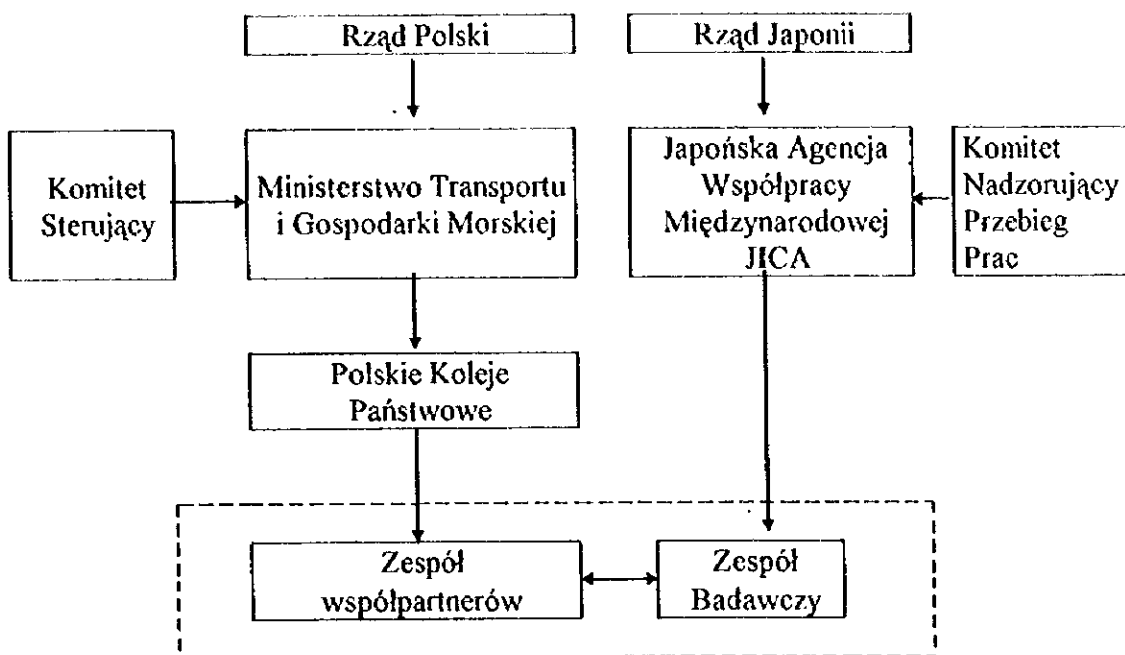 Rząd Polski
Rząd Japonii
Komitet
Sterujący
Ministerstwo Transportu
i Gospodarki Morskiej
Japońska Agencja
Współpracy
Międzynarodowej
JICA
Komitet
Nadzorujący
Przebieg
Prac
Polskie Koleje
Państwowe
Zespół
współpartnerów
Zespół
Badawczy